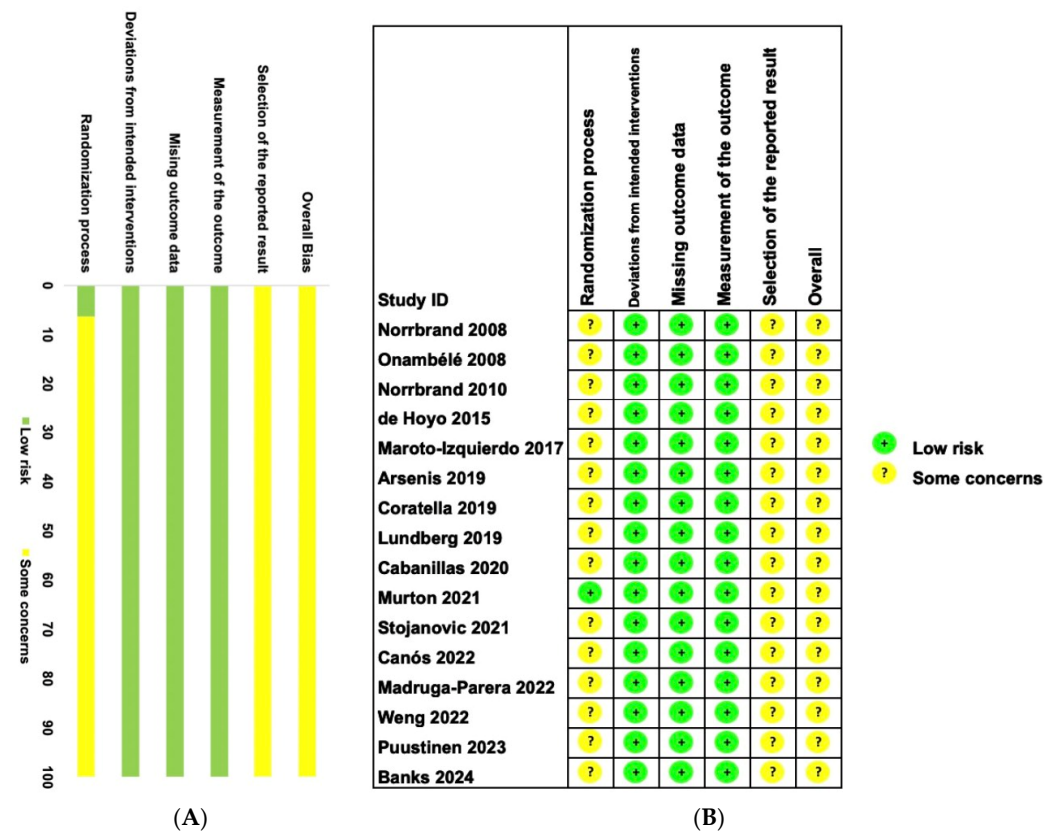 Randomization process
Deviations from intended interventions
Mising outcome data
Measurement of the outcome
Selection of the reported result
Overall Bias
0
10
20
30
40
50
60
70
80
90
100
Low risk
Some concerns
(A)
Study ID
Randomization process
Deviations from intended interventions
Missing outcome data
Measurement of the outcome
Selection of the reported result
Overall
Norrbrand 2008 ? + + + ? ?
Onambélé 2008 ? + + + ? ?
Norrbrand 2010 ? + + + ? ?
de Hoyo 2015 ? + + + ? ?
Maroto-Izquierdo 2017 ? + + + ? ?
Arsenis 2019 ? + + + ? ?
Coratella 2019 ? + + + ? ?
Lundberg 2019 ? + + + ? ?
Cabanillas 2020 ? + + + ? ?
Murton 2021 + + + + ? ?
Stojanovic 2021 ? + + + ? ?
Canós 2022 ? + + + ? ?
Madruga-Parera 2022 ? + + + ? ?
Weng 2022 ? + + + ? ?
Puustinen 2023 ? + + + ? ?
Banks 2024 ? + + + ? ?
+ Low risk
? Some concerns
(B)